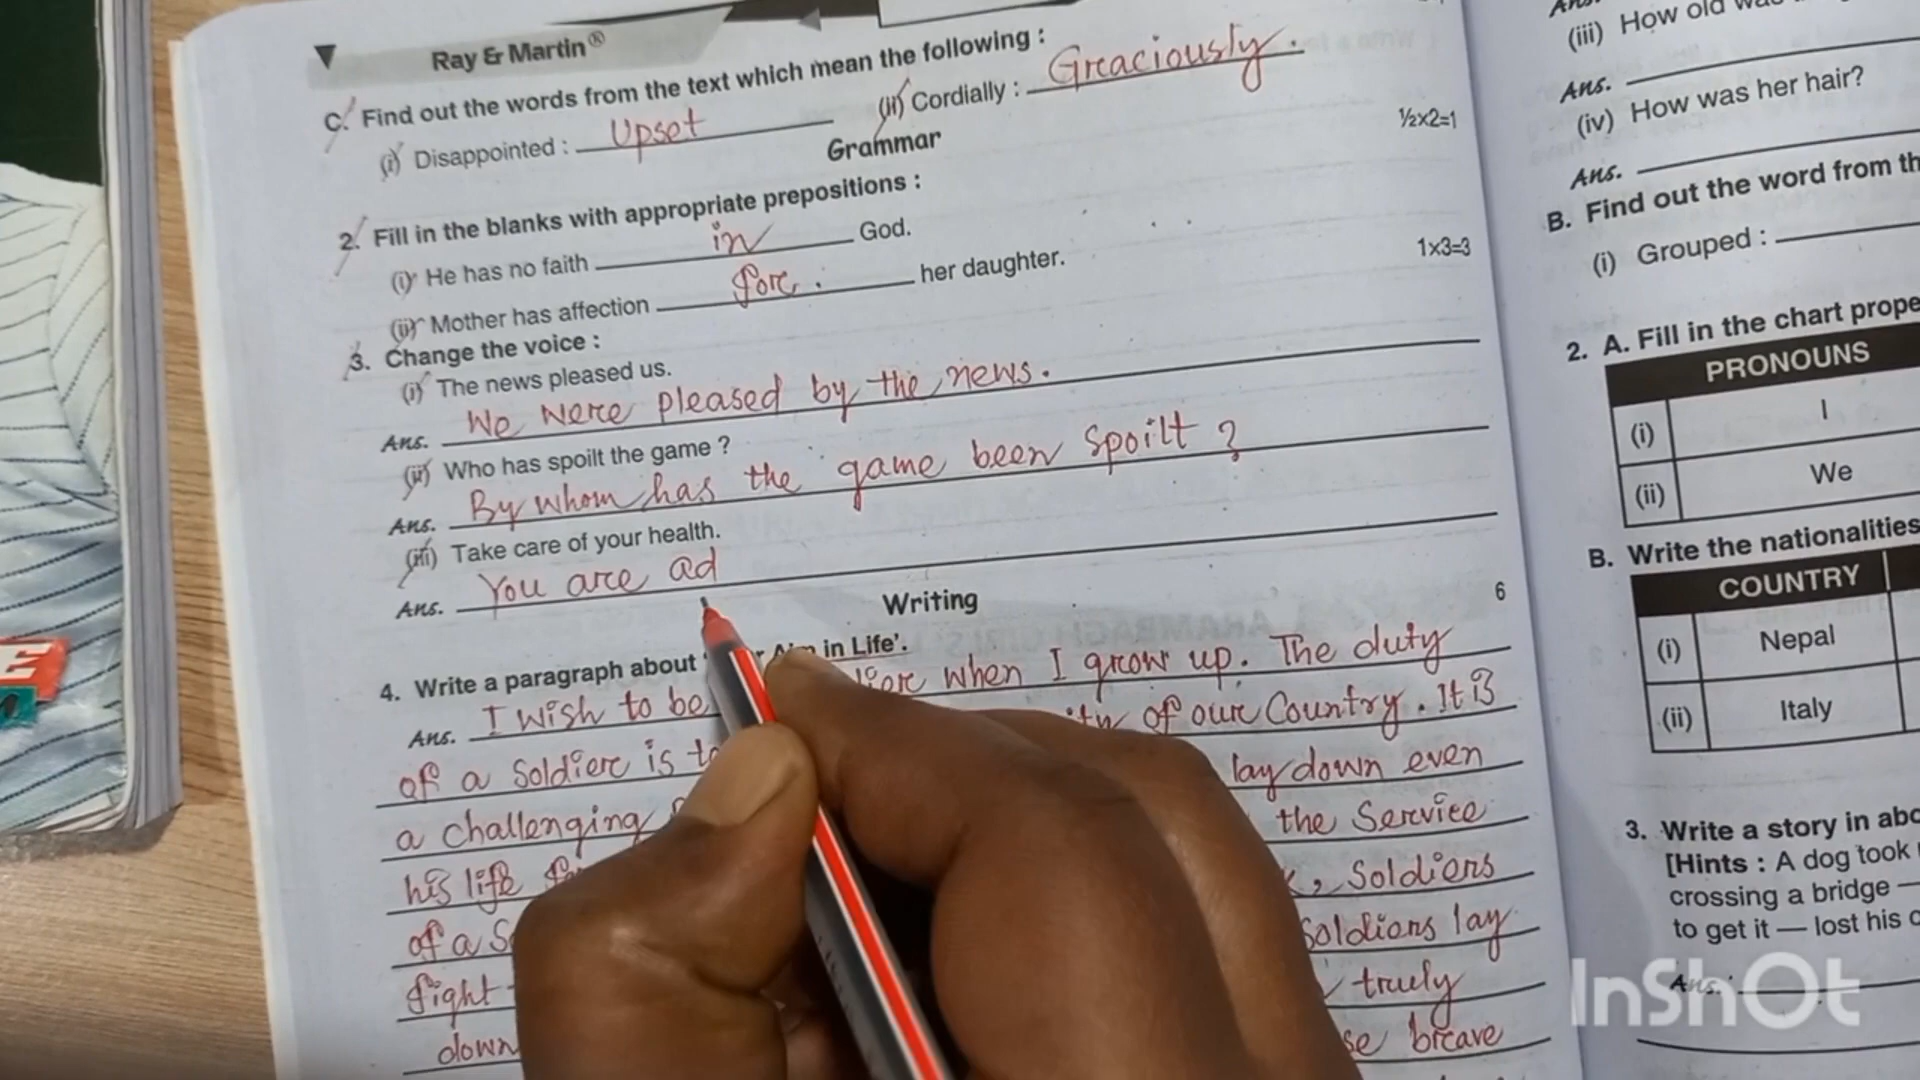 Ray & Martin®
C. Find out the words from the text which mean the following :
(i) Disappointed : Upset (ii) Cordially : Greaciously.
½x2=1
Grammar
2. Fill in the blanks with appropriate prepositions :
(i) He has no faith in God.
(ii) Mother has affection fore. her daughter.
1x3=3
3. Change the voice :
(i) The news pleased us.
Ans. We were pleased by the news.
(ii) Who has spoilt the game ?
Ans. By whom has the game been spoilt ?
(iii) Take care of your health.
Ans. You are ad
Writing
6
4. Write a paragraph about in Life'.
Ans. I wish to be when I grow up. The duty
of a soldier is of our Country. It is
a challenging lay down even
his life the Service
of a Soldiers
fight Soldiers lay
down truly
breave
(iii) How old
Ans.
(iv) How was her hair?
Ans.
B. Find out the word from
(i) Grouped :
2. A. Fill in the chart
PRONOUNS
(i) I
(ii) We
B. Write the nationalities
COUNTRY
(i) Nepal
(ii) Italy
3. Write a story in
[Hints : A dog took
crossing a bridge —
to get it — lost his
Ans.
InShOt